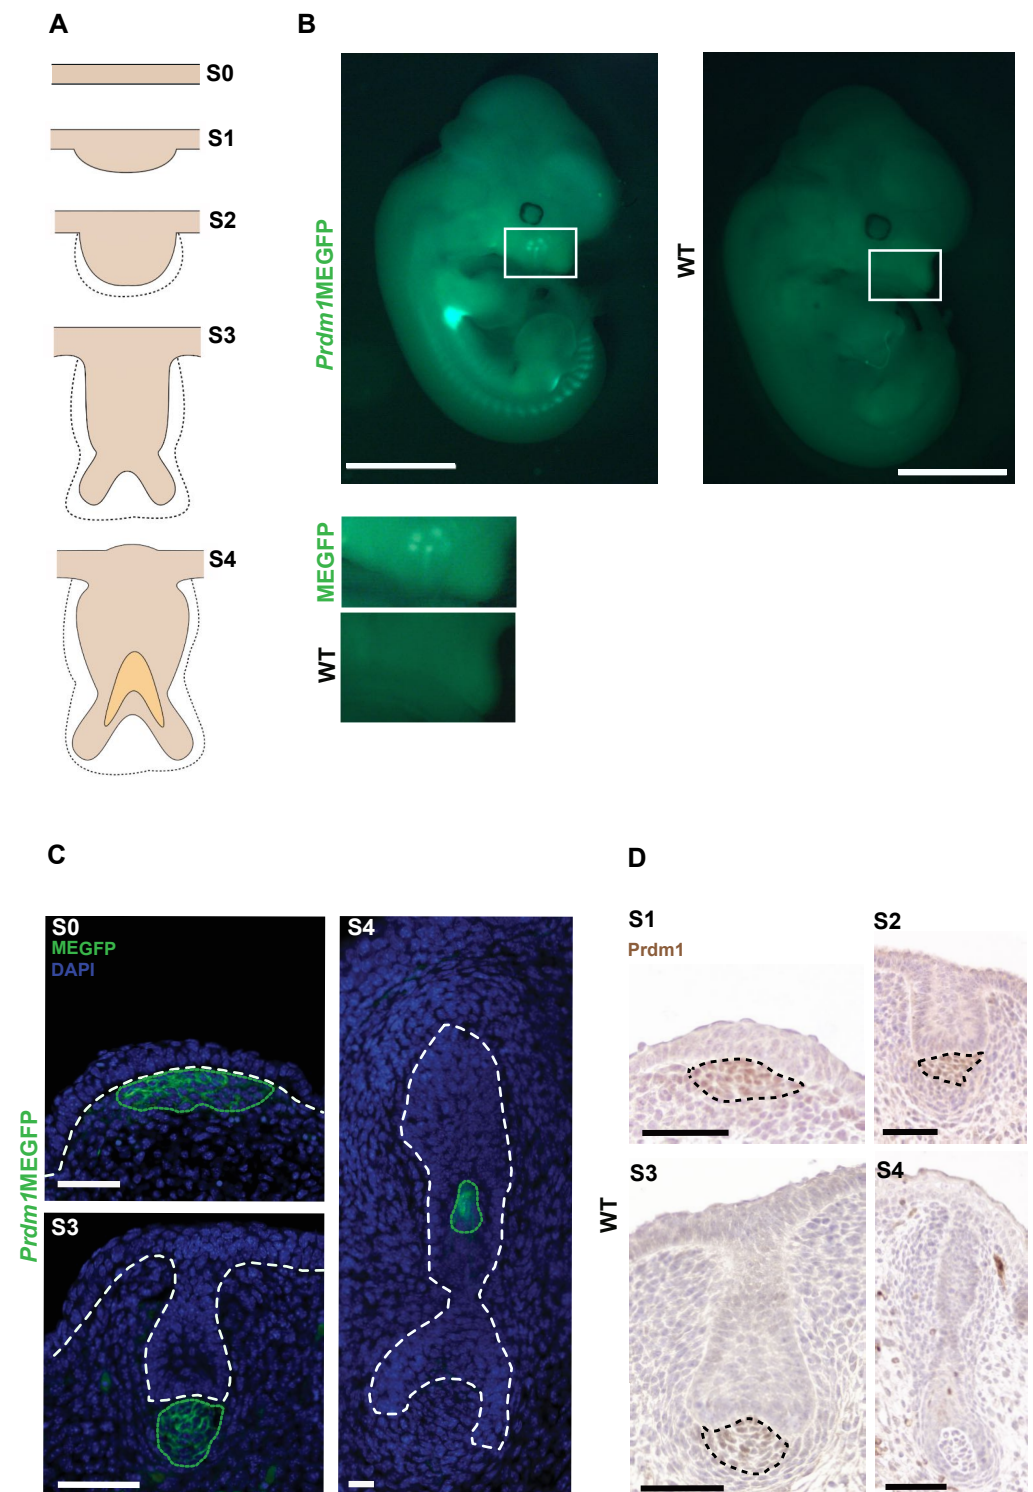 A
S0
S1
S2
S3
S4
B
Prdm1MEGFP
WT
MEGFP
WT
C
Prdm1MEGFP
S0
MEGFP
DAPI
S3
S4
D
WT
S1
Prdm1
S2
S3
S4